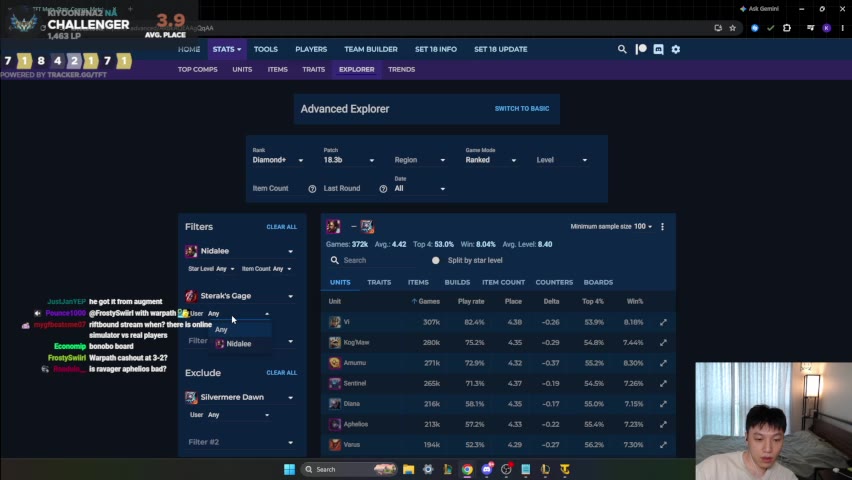 Ask Gemini
3.9
CHALLENGER
1,463 LP
AVG. PLACE
7 1 8 4 2 1 7 1
POWERED BY TRACKER.GG/TFT
HOME STATS TOOLS PLAYERS TEAM BUILDER SET 18 INFO SET 18 UPDATE
TOP COMPS UNITS ITEMS TRAITS EXPLORER TRENDS
Advanced Explorer SWITCH TO BASIC
Rank Patch Game Mode
Diamond+ 18.3b Region Ranked Level
Date
Item Count Last Round All
Filters CLEAR ALL
Nidalee
Star Level Any Item Count Any
Sterak's Gage
User Any
Any
Nidalee
Filter
Exclude CLEAR ALL
Silvermere Dawn
User Any
Filter #2
JustJanYEP he got it from augment
Pounce1000 @FrostySwiirl with warpath
riftbound stream when? there is online
simulator vs real players
Economip bonobo board
FrostySwiirl Warpath cashout at 3-2?
is ravager aphelios bad?
Minimum sample size 100
Games: 372k Avg.: 4.42 Top 4: 53.0% Win: 8.04% Avg. Level: 8.40
Search Split by star level
UNITS TRAITS ITEMS BUILDS ITEM COUNT COUNTERS BOARDS
Unit Games Play rate Place Delta Top 4% Win%
Vi 307k 82.4% 4.38 -0.26 53.9% 8.18%
Kog'Maw 280k 75.2% 4.35 -0.29 54.8% 7.44%
Amumu 271k 72.9% 4.32 -0.37 55.2% 8.30%
Sentinel 265k 71.3% 4.37 -0.19 54.5% 7.26%
Diana 216k 58.1% 4.35 -0.17 55.0% 7.15%
Aphelios 213k 57.2% 4.33 -0.22 55.4% 7.23%
Varus 194k 52.3% 4.29 -0.27 56.2% 7.30%
Search